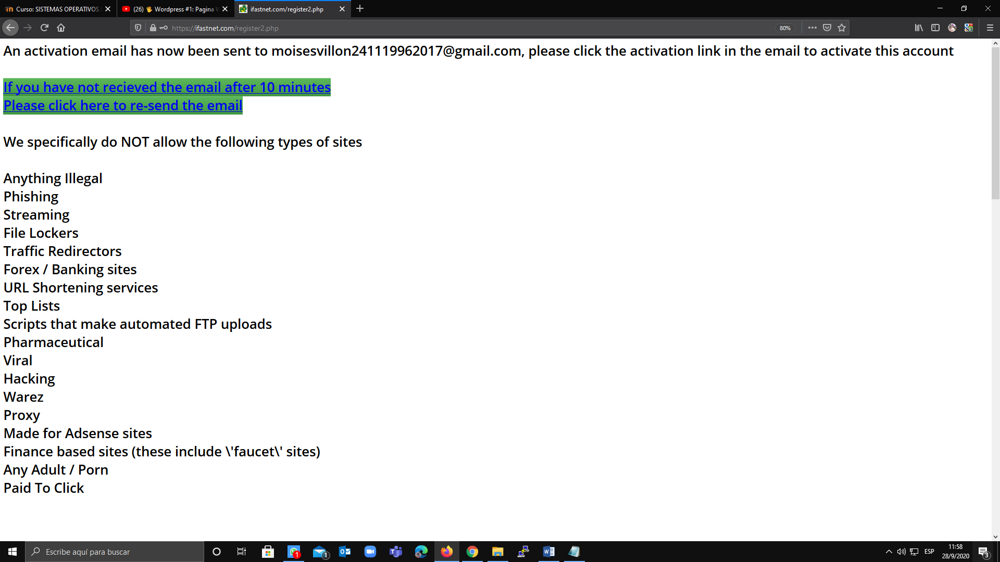 Curso: SISTEMAS OPERATIVOS
(26) 🖐 Wordpress #1: Pagina
ifastnet.com/register2.php
https://ifastnet.com/register2.php
80%
An activation email has now been sent to moisesvillon241119962017@gmail.com, please click the activation link in the email to activate this account
If you have not recieved the email after 10 minutes
Please click here to re-send the email
We specifically do NOT allow the following types of sites
Anything Illegal
Phishing
Streaming
File Lockers
Traffic Redirectors
Forex / Banking sites
URL Shortening services
Top Lists
Scripts that make automated FTP uploads
Pharmaceutical
Viral
Hacking
Warez
Proxy
Made for Adsense sites
Finance based sites (these include \'faucet\' sites)
Any Adult / Porn
Paid To Click
Escribe aquí para buscar
1
1
ESP
11:58
28/9/2020
3